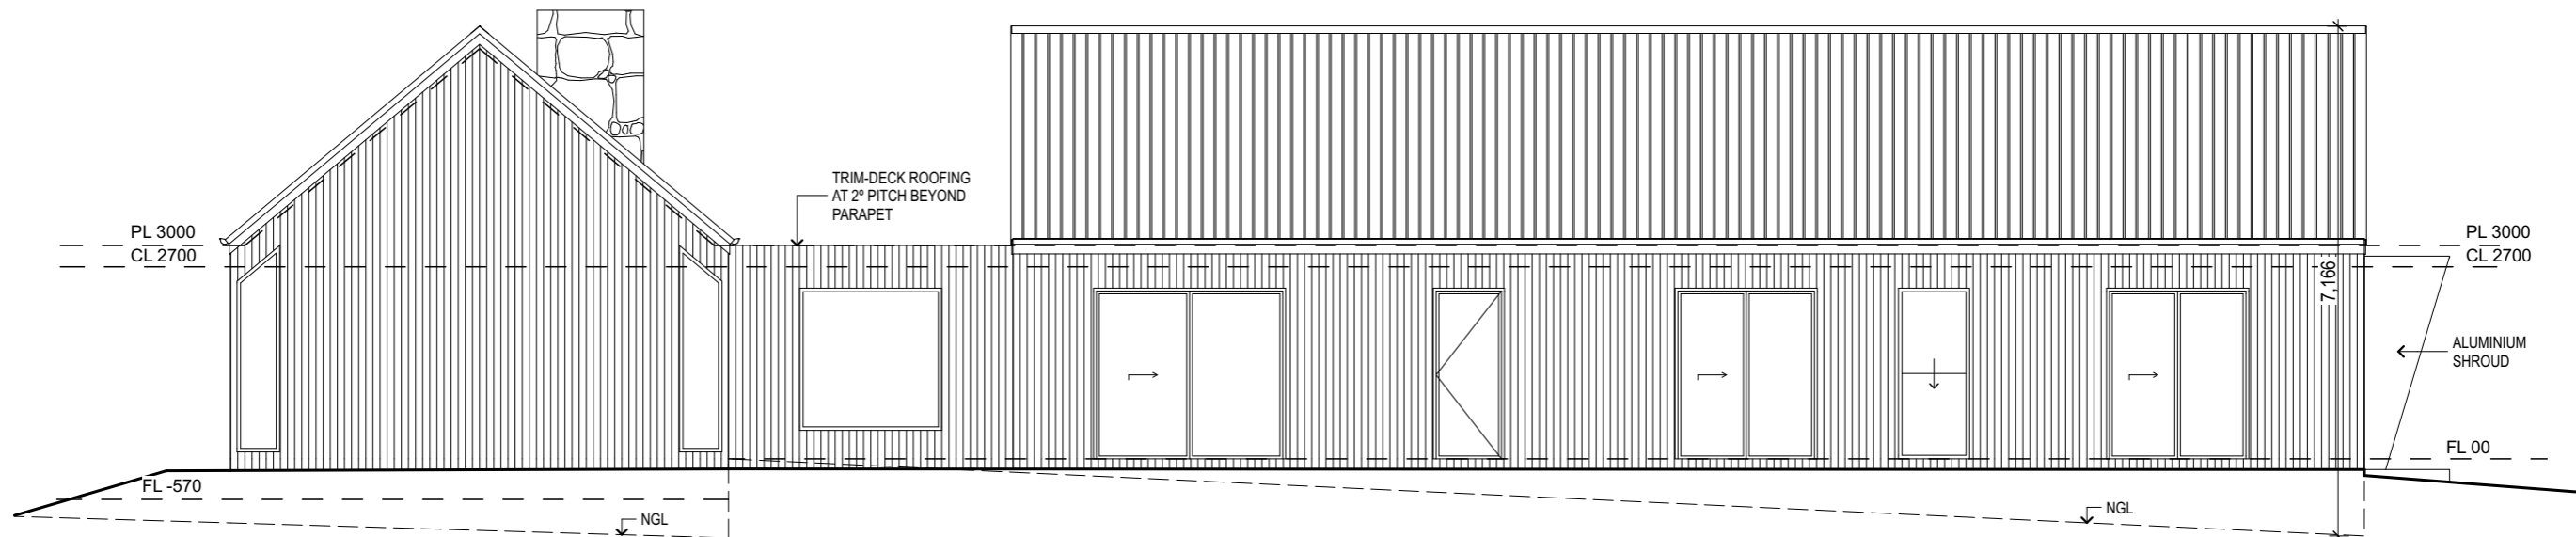 TRIM-DECK ROOFING
AT 2º PITCH BEYOND
PARAPET
PL 3000
CL 2700
PL 3000
CL 2700
7,166
ALUMINIUM
SHROUD
FL 00
FL -570
NGL
NGL